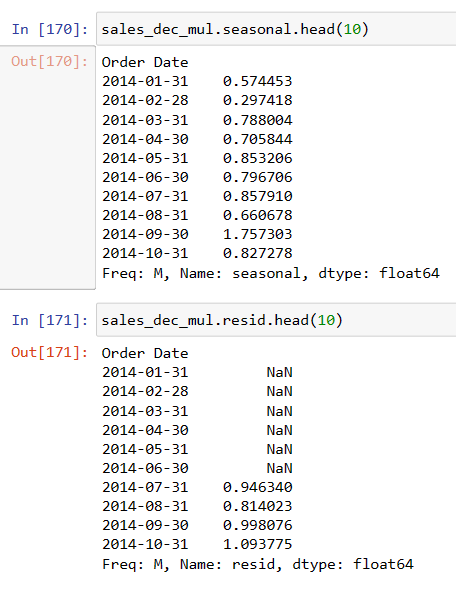 In [170]: sales_dec_mul.seasonal.head(10)
Out[170]: Order Date
2014-01-31    0.574453
2014-02-28    0.297418
2014-03-31    0.788004
2014-04-30    0.705844
2014-05-31    0.853206
2014-06-30    0.796706
2014-07-31    0.857910
2014-08-31    0.660678
2014-09-30    1.757303
2014-10-31    0.827278
Freq: M, Name: seasonal, dtype: float64
In [171]: sales_dec_mul.resid.head(10)
Out[171]: Order Date
2014-01-31         NaN
2014-02-28         NaN
2014-03-31         NaN
2014-04-30         NaN
2014-05-31         NaN
2014-06-30         NaN
2014-07-31    0.946340
2014-08-31    0.814023
2014-09-30    0.998076
2014-10-31    1.093775
Freq: M, Name: resid, dtype: float64